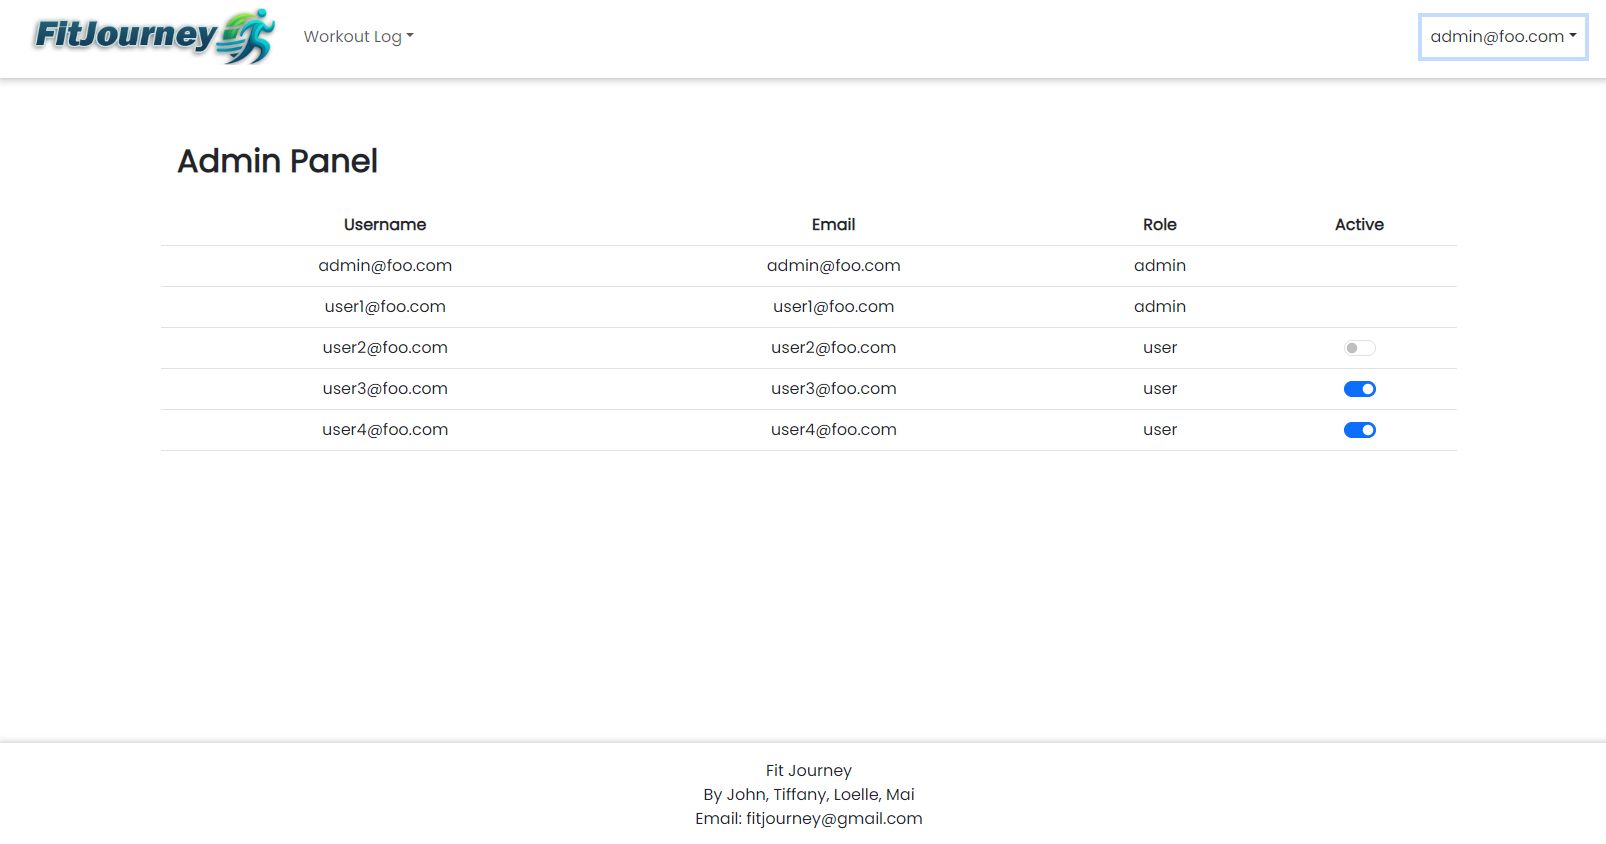 FitJourney Workout Log admin@foo.com
Admin Panel
Username Email Role Active
admin@foo.com admin@foo.com admin
user1@foo.com user1@foo.com admin
user2@foo.com user2@foo.com user
user3@foo.com user3@foo.com user
user4@foo.com user4@foo.com user
Fit Journey
By John, Tiffany, Loelle, Mai
Email: fitjourney@gmail.com